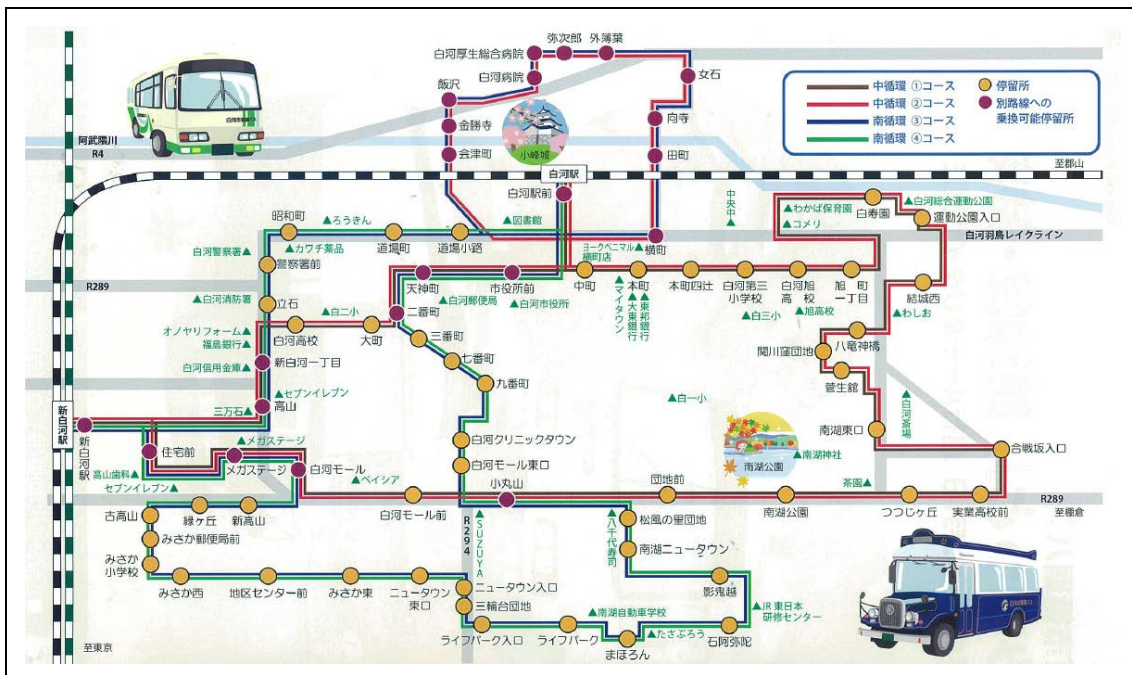 白河厚生総合病院
弥次郎
外薄葉
白河病院
女石
飯沢
金勝寺
会津町
小峰城
向寺
田町
阿武隈川
R4
中循環 ①コース
中循環 ②コース
南循環 ③コース
南循環 ④コース
停留所
別路線への
乗換可能停留所
白河駅
白河駅前
至郡山
昭和町
▲ろうきん
▲図書館
中央中▲
▲わかば保育園
▲コメリ
白寿園
▲白河総合運動公園
運動公園入口
白河羽鳥レイクライン
白河警察署▲
▲カワチ薬品
道場町
道場小路
ヨークベニマル▲
横町店
横町
警察署前
R289
天神町
市役所前
中町
本町
本町四辻
白河第三
小学校
白河旭
高校
旭町
一丁目
▲白河郵便局
▲白河市役所
▲マイタウン
▲大東銀行
▲東邦銀行
▲白三小
▲旭高校
結城西
▲わしお
白河消防署▲
立石
▲白二小
二番町
オノヤリフォーム▲
福島銀行▲
白河高校
大町
三番町
八竜神橋
関川窪団地
白河信用金庫▲
新白河一丁目
七番町
菅生舘
九番町
▲セブンイレブン
三万石▲
高山
▲白一小
▲白河斎場
新白河駅
新白河駅
住宅前
▲メガステージ
メガステージ
白河クリニックタウン
南湖公園
▲南湖神社
南湖東口
合戦坂入口
高山歯科▲
セブンイレブン▲
白河モール
▲ベイシア
白河モール東口
小丸山
団地前
茶園▲
R289
至棚倉
古高山
緑ヶ丘
新高山
白河モール前
南湖公園
つつじヶ丘
実業高校前
R294
▲SUZUYA
▲八千代寿司
松風の里団地
みさか郵便局前
南湖ニュータウン
みさか
小学校
みさか西
地区センター前
みさか東
ニュータウン
東口
ニュータウン入口
三輪台団地
影鬼越
▲南湖自動車学校
▲JR東日本
研修センター
ライフパーク入口
ライフパーク
▲たさぶろう
まほろん
石阿弥陀
至東京